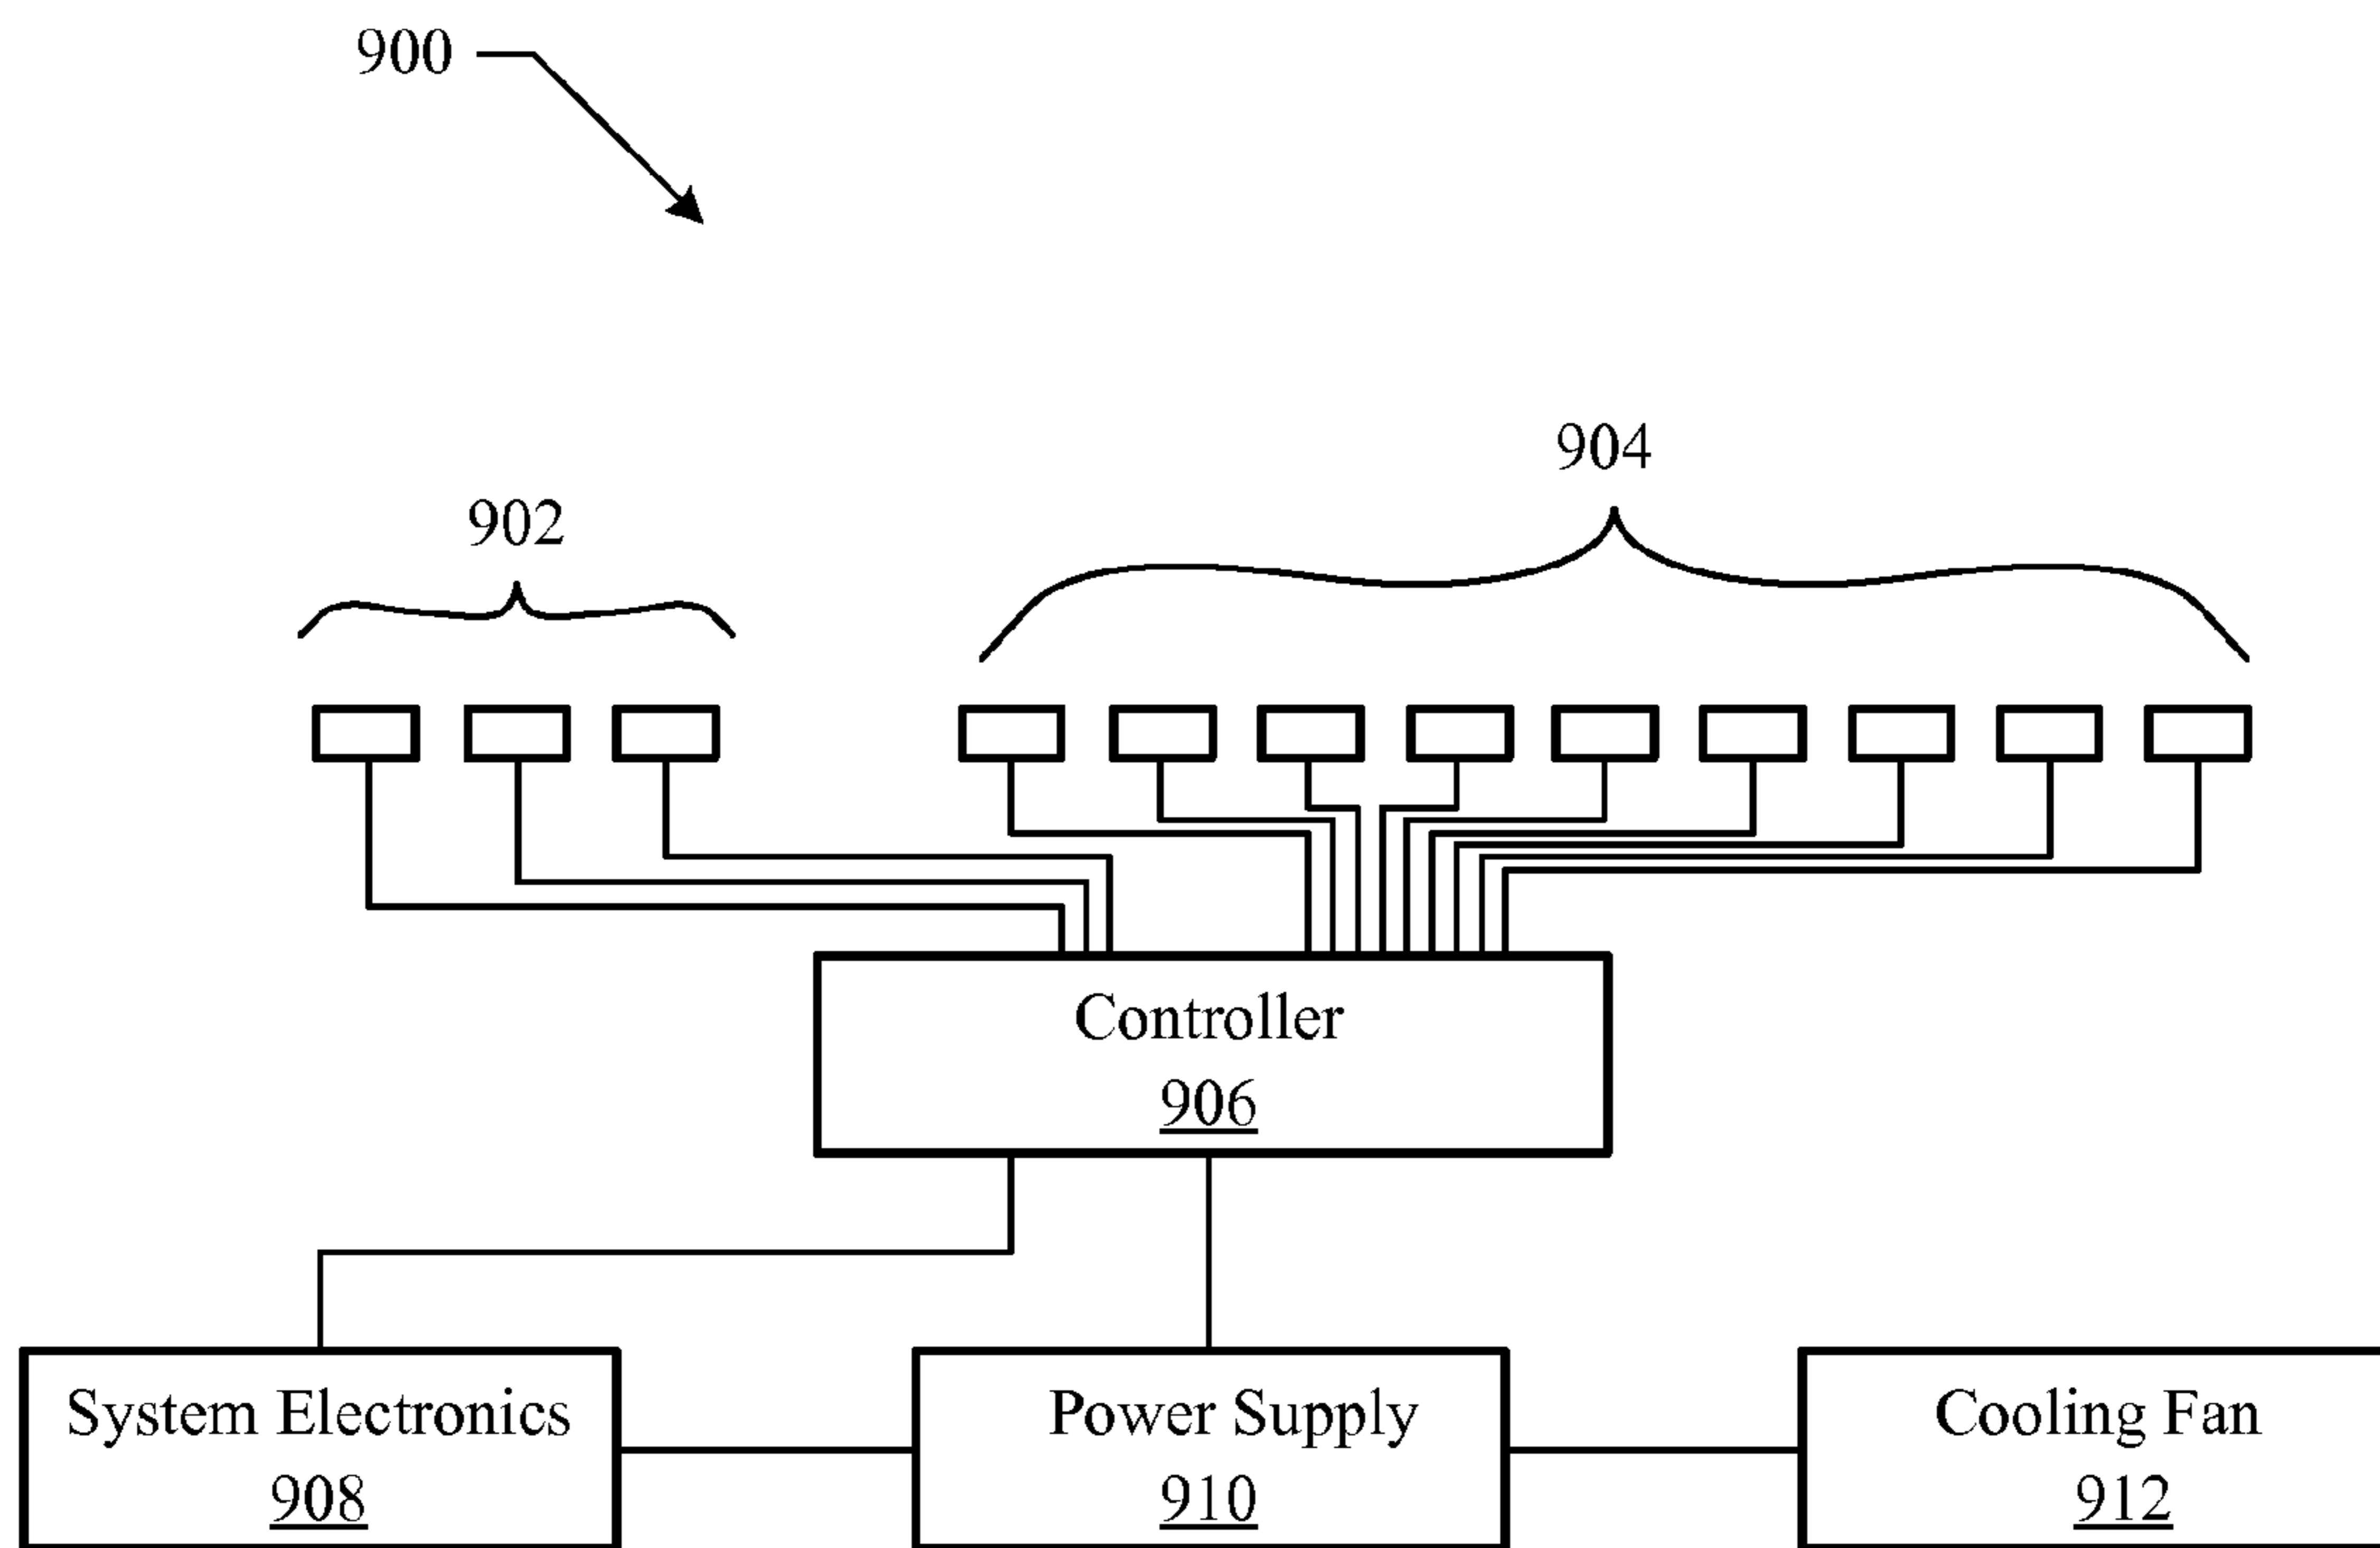 900
904
902
Controller
906
System Electronics
908
Power Supply
910
Cooling Fan
912